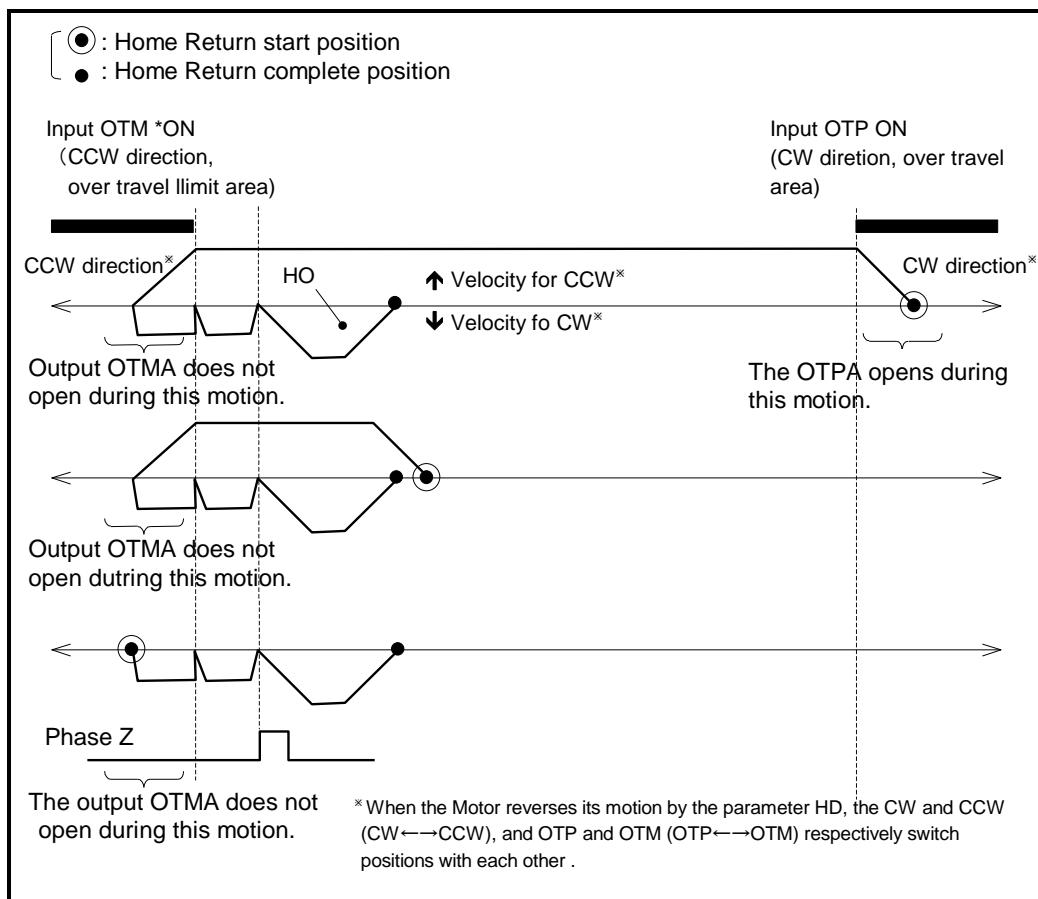 : Home Return start position
: Home Return complete position
Input OTM *ON
（CCW direction,
over travel llimit area)
Input OTP ON
(CW diretion, over travel
area)
CCW direction※
HO
↑ Velocity for CCW※
↓ Velocity fo CW※
CW direction※
Output OTMA does not
open during this motion.
The OTPA opens during
this motion.
Output OTMA does not
open dutring this motion.
Phase Z
The output OTMA does not
open during this motion.
※ When the Motor reverses its motion by the parameter HD, the CW and CCW
(CW←→CCW), and OTP and OTM (OTP←→OTM) respectively switch
positions with each other .